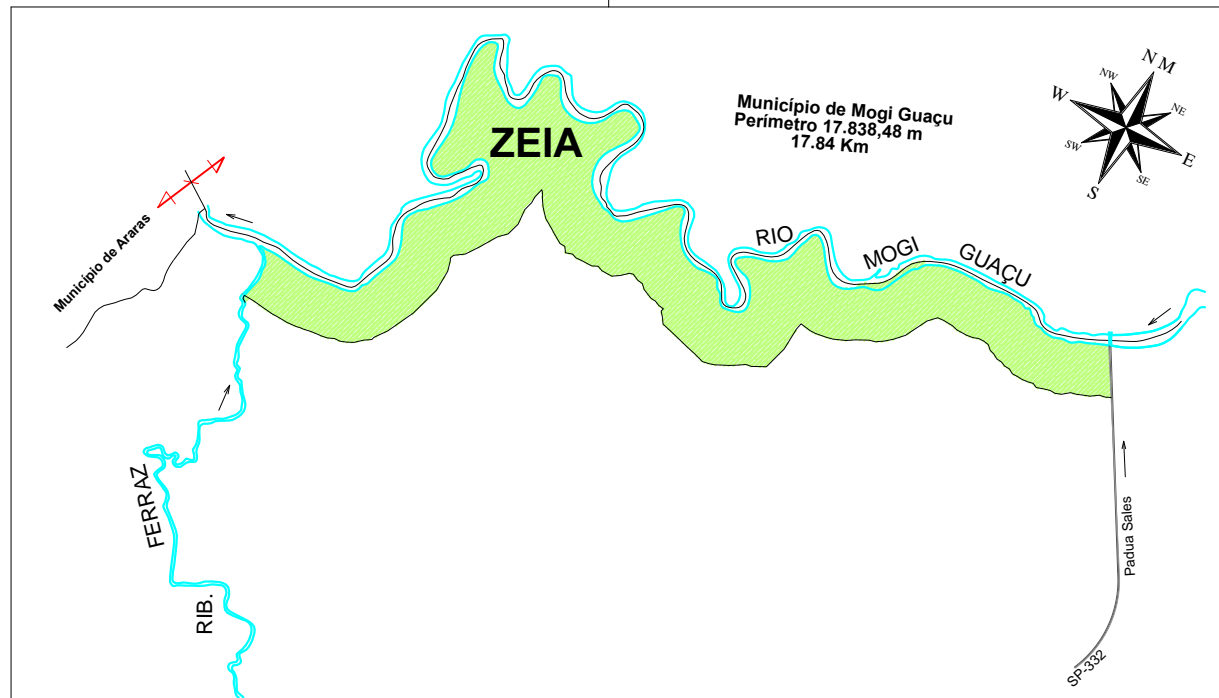 Município de Mogi Guaçu
Perímetro 17.838,48 m
17.84 Km
N M
NW
NE
W
E
SW
SE
S
ZEIA
Município de Araras
RIO MOGI GUAÇU
FERRAZ
RIB.
Padua Sales
SP-332